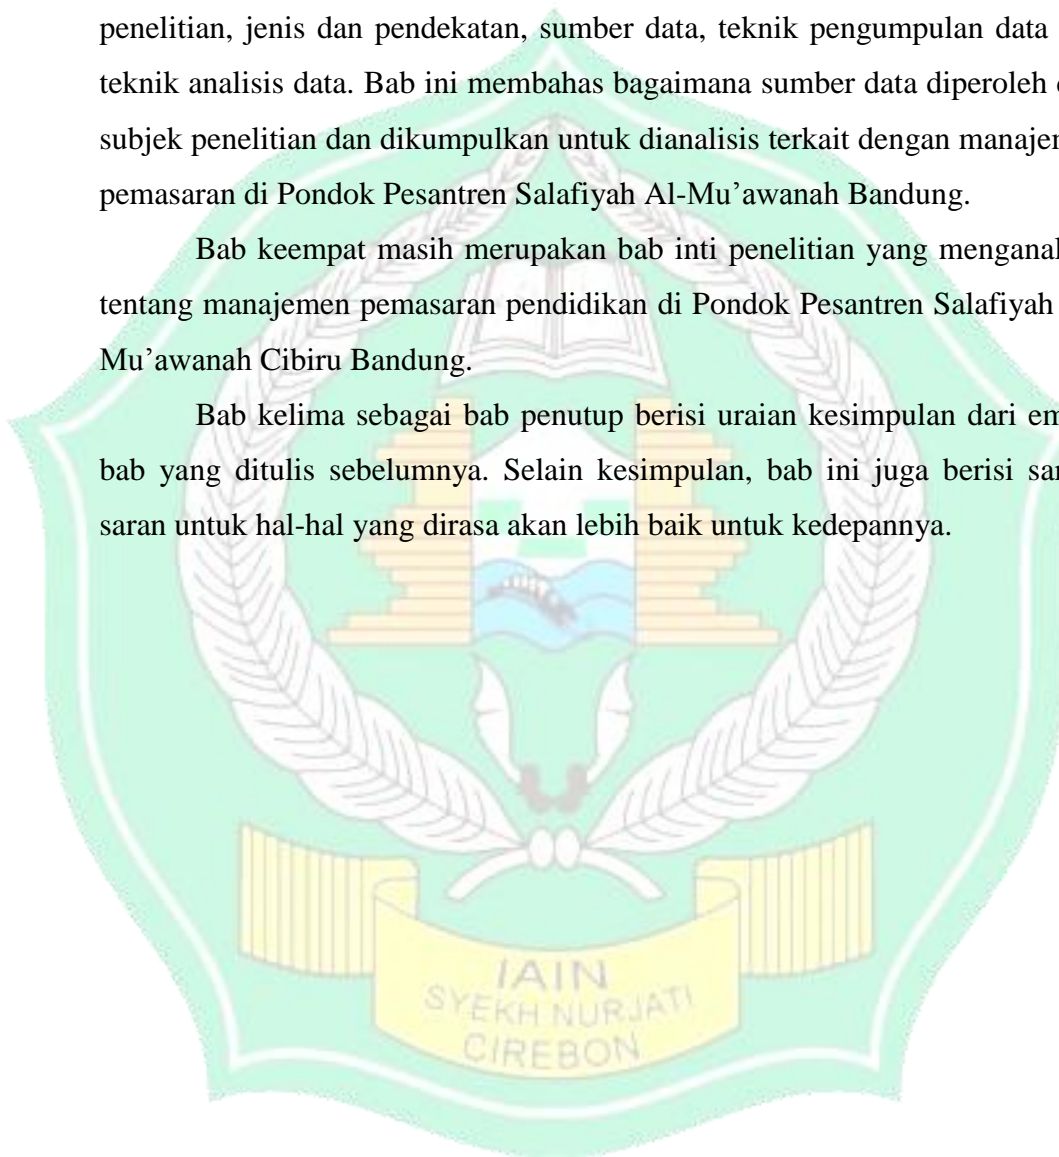 penelitian, jenis dan pendekatan, sumber data, teknik pengumpulan data
teknik analisis data. Bab ini membahas bagaimana sumber data diperoleh
subjek penelitian dan dikumpulkan untuk dianalisis terkait dengan
pemasaran di Pondok Pesantren Salafiyah Al-Mu’awanah Bandung.
Bab keempat masih merupakan bab inti penelitian yang
tentang manajemen pemasaran pendidikan di Pondok Pesantren Salafiyah
Mu’awanah Cibiru Bandung.
Bab kelima sebagai bab penutup berisi uraian kesimpulan dari
bab yang ditulis sebelumnya. Selain kesimpulan, bab ini juga berisi
saran untuk hal-hal yang dirasa akan lebih baik untuk kedepannya.
IAIN
SYEKH NURJATI
CIREBON